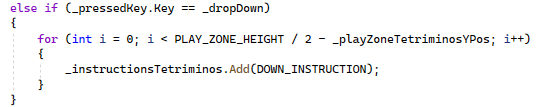 else if (_pressedKey.Key == _dropDown)
{
    for (int i = 0; i < PLAY_ZONE_HEIGHT / 2 - _playZoneTetriminosYPos; i++)
    {
        _instructionsTetriminos.Add(DOWN_INSTRUCTION);
    }
}